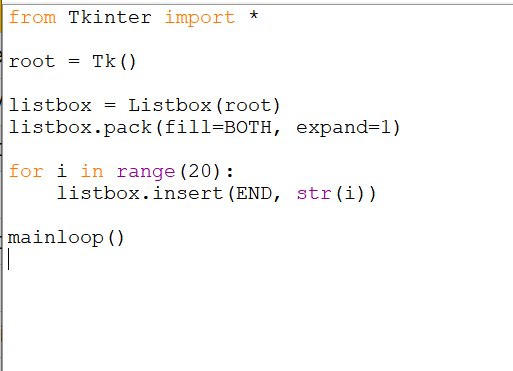 from Tkinter import *
root = Tk()
listbox = Listbox(root)
listbox.pack(fill=BOTH, expand=1)
for i in range(20):
    listbox.insert(END, str(i))
mainloop()